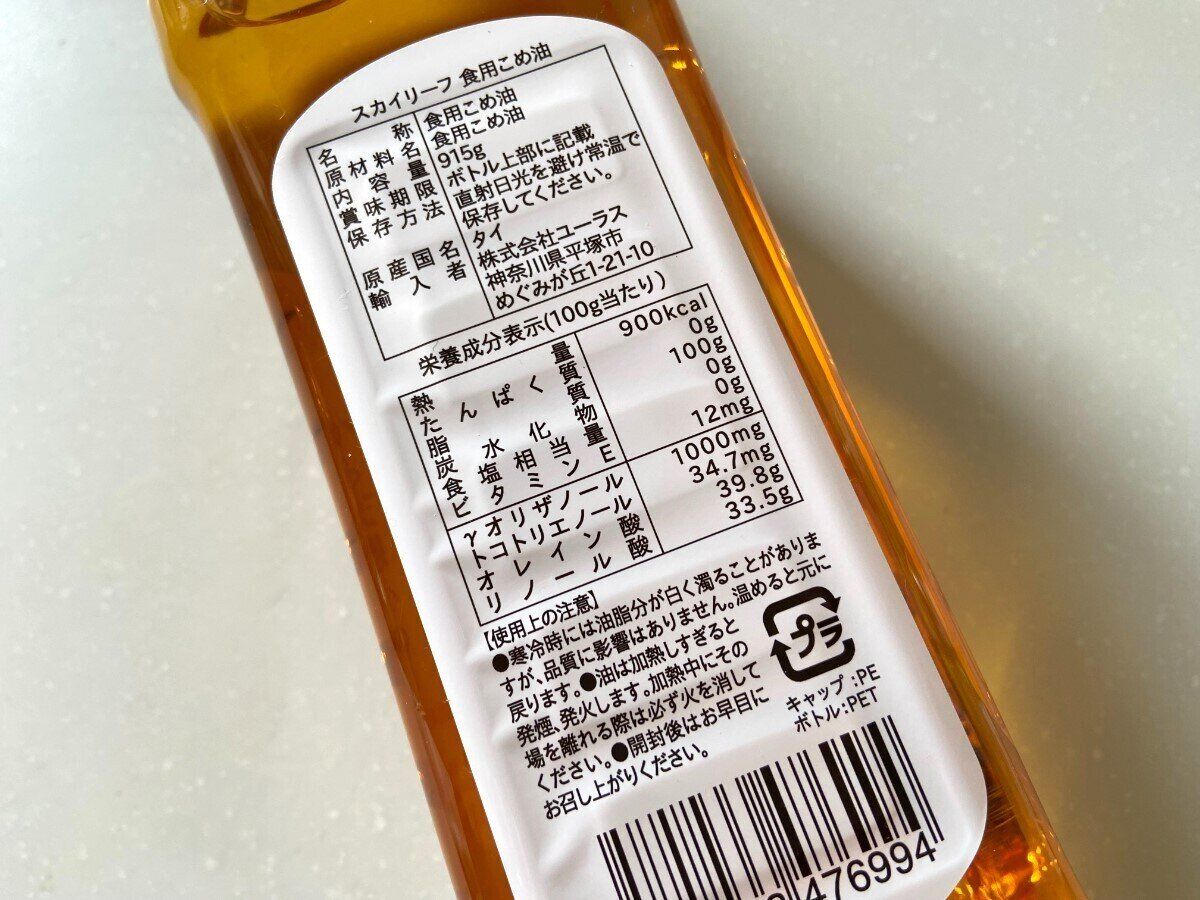 スカイリーフ 食用こめ油
名称 食用こめ油
原材料名 食用こめ油
内容量 915g
賞味期限 ボトル上部に記載
保存方法 直射日光を避け常温で
保存してください。
原産国名 タイ
輸入者 株式会社ユーラス
神奈川県平塚市
めぐみが丘1-21-10
栄養成分表示(100g当たり)
熱量 900kcal
たんぱく質 0g
脂質 100g
炭水化物 0g
食塩相当量 0g
ビタミンE 12mg
γオリザノール 1000mg
トコトリエノール 34.7mg
オレイン酸 39.8g
リノール酸 33.5g
【使用上の注意】
●寒冷時には油脂分が白く濁ることがありま
すが、品質に影響はありません。温めると元に
戻ります。●油は加熱しすぎると
発煙、発火します。加熱中にその
場を離れる際は必ず火を消して
ください。●開封後はお早目に
お召し上がりください。
プラ
キャップ:PE
ボトル:PET
476994